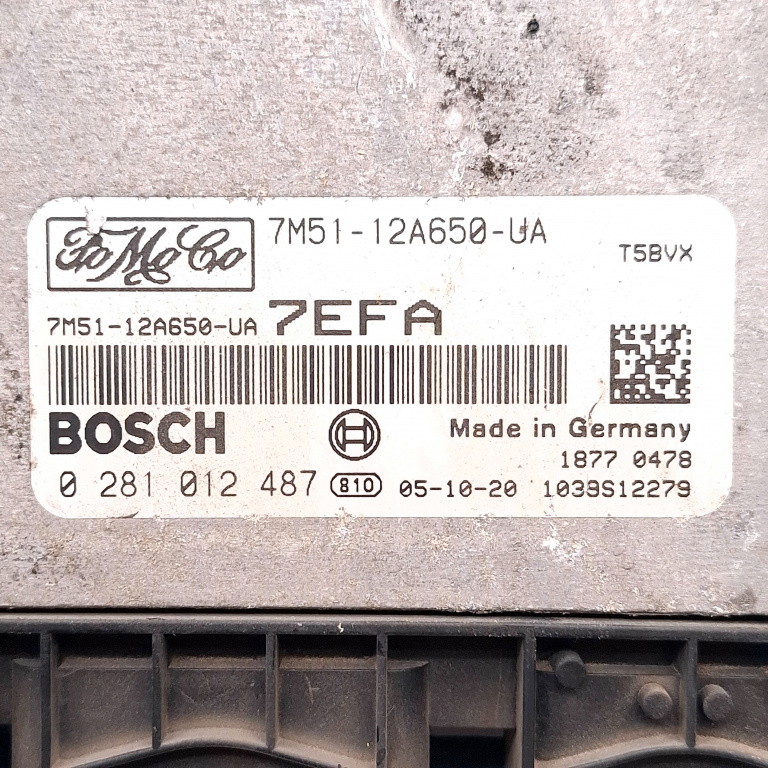 FoMoCo 7M51-12A650-UA
T5BVX
7M51-12A650-UA 7EFA
BOSCH
Made in Germany
1877 0478
0 281 012 487 810 05-10-20 1039S12279